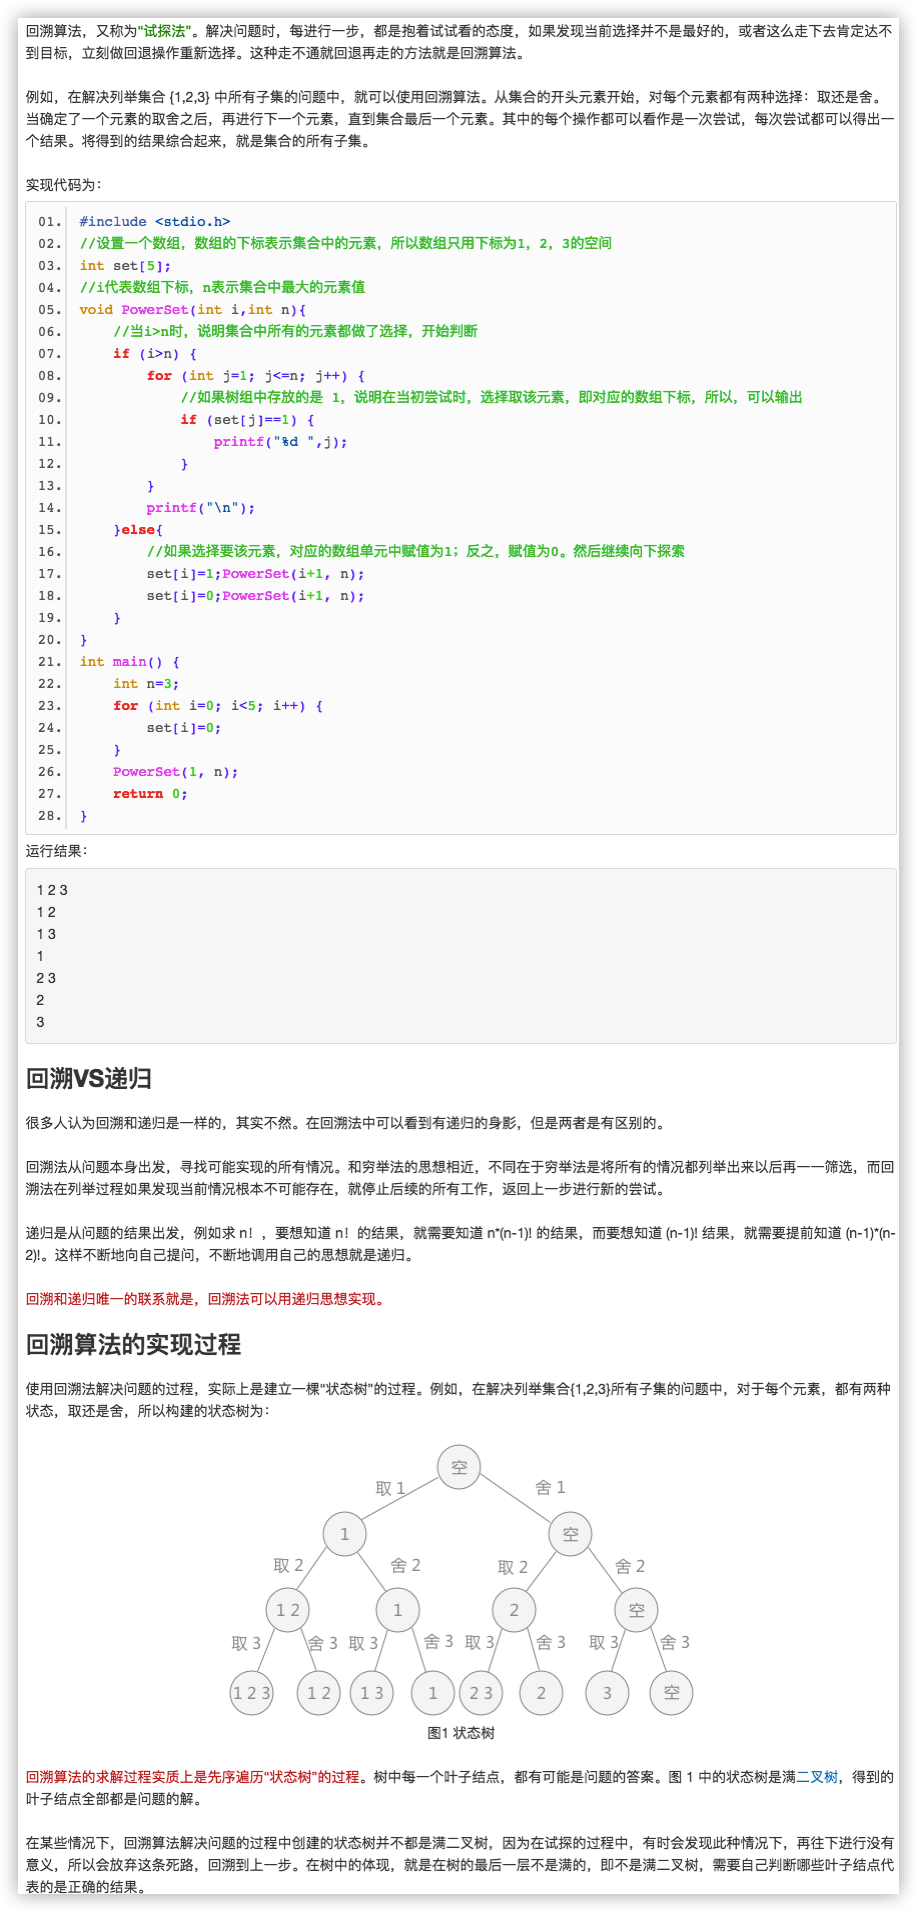 回溯算法，又称为“试探法”。解决问题时，每进行一步，都是抱着试试看的态度，如果发现当前选择并不是最好的，或者这么走下去肯定达不
到目标，立刻做回退操作重新选择。这种走不通就回退再走的方法就是回溯算法。
例如，在解决列举集合 {1,2,3} 中所有子集的问题中，就可以使用回溯算法。从集合的开头元素开始，对每个元素都有两种选择：取还是舍。
当确定了一个元素的取舍之后，再进行下一个元素，直到集合最后一个元素。其中的每个操作都可以看作是一次尝试，每次尝试都可以得出一
个结果。将得到的结果综合起来，就是集合的所有子集。
实现代码为：
01. #include <stdio.h>
02. //设置一个数组，数组的下标表示集合中的元素，所以数组只用下标为1，2，3的空间
03. int set[5];
04. //i代表数组下标，n表示集合中最大的元素值
05. void PowerSet(int i,int n){
06.     //当i>n时，说明集合中所有的元素都做了选择，开始判断
07.     if (i>n) {
08.         for (int j=1; j<=n; j++) {
09.             //如果树组中存放的是 1，说明在当初尝试时，选择取该元素，即对应的数组下标，所以，可以输出
10.             if (set[j]==1) {
11.                 printf("%d ",j);
12.             }
13.         }
14.         printf("\n");
15.     }else{
16.         //如果选择要该元素，对应的数组单元中赋值为1；反之，赋值为0。然后继续向下探索
17.         set[i]=1;PowerSet(i+1, n);
18.         set[i]=0;PowerSet(i+1, n);
19.     }
20. }
21. int main() {
22.     int n=3;
23.     for (int i=0; i<5; i++) {
24.         set[i]=0;
25.     }
26.     PowerSet(1, n);
27.     return 0;
28. }
运行结果：
1 2 3
1 2
1 3
1
2 3
2
3
回溯VS递归
很多人认为回溯和递归是一样的，其实不然。在回溯法中可以看到有递归的身影，但是两者是有区别的。
回溯法从问题本身出发，寻找可能实现的所有情况。和穷举法的思想相近，不同在于穷举法是将所有的情况都列举出来以后再一一筛选，而回
溯法在列举过程如果发现当前情况根本不可能存在，就停止后续的所有工作，返回上一步进行新的尝试。
递归是从问题的结果出发，例如求 n！，要想知道 n！的结果，就需要知道 n*(n-1)! 的结果，而要想知道 (n-1)! 结果，就需要提前知道 (n-1)*(n-
2)!。这样不断地向自己提问，不断地调用自己的思想就是递归。
回溯和递归唯一的联系就是，回溯法可以用递归思想实现。
回溯算法的实现过程
使用回溯法解决问题的过程，实际上是建立一棵“状态树”的过程。例如，在解决列举集合{1,2,3}所有子集的问题中，对于每个元素，都有两种
状态，取还是舍，所以构建的状态树为：
空
取 1 舍 1
1 空
取 2 舍 2 取 2 舍 2
1 2 1 2 空
取 3 舍 3 取 3 舍 3 取 3 舍 3 取 3 舍 3
1 2 3 1 2 1 3 1 2 3 2 3 空
图1 状态树
回溯算法的求解过程实质上是先序遍历“状态树”的过程。树中每一个叶子结点，都有可能是问题的答案。图 1 中的状态树是满二叉树，得到的
叶子结点全部都是问题的解。
在某些情况下，回溯算法解决问题的过程中创建的状态树并不都是满二叉树，因为在试探的过程中，有时会发现此种情况下，再往下进行没有
意义，所以会放弃这条死路，回溯到上一步。在树中的体现，就是在树的最后一层不是满的，即不是满二叉树，需要自己判断哪些叶子结点代
表的是正确的结果。